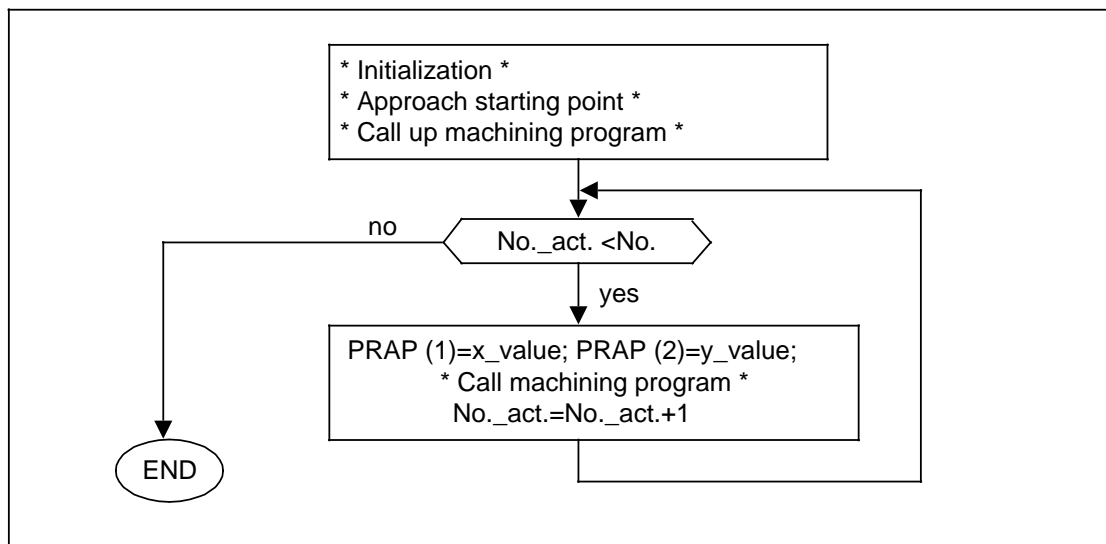 * Initialization *
* Approach starting point *
* Call up machining program *
no
No._act. <No.
yes
PRAP (1)=x_value; PRAP (2)=y_value;
* Call machining program *
No._act.=No._act.+1
END